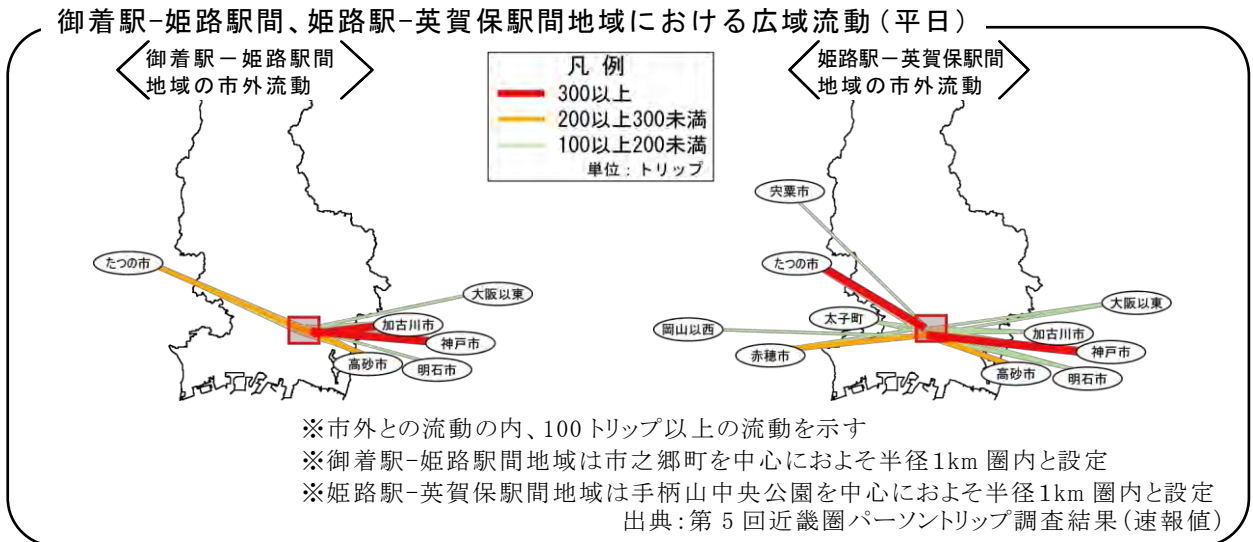 御着駅-姫路駅間、姫路駅-英賀保駅間地域における広域流動(平日)
御着駅－姫路駅間
地域の市外流動
凡例
300以上
200以上300未満
100以上200未満
単位：トリップ
姫路駅－英賀保駅間
地域の市外流動
たつの市
大阪以東
加古川市
神戸市
高砂市
明石市
宍粟市
たつの市
太子町
岡山以西
赤穂市
大阪以東
加古川市
神戸市
高砂市
明石市
※市外との流動の内、100トリップ以上の流動を示す
※御着駅-姫路駅間地域は市之郷町を中心におよそ半径1km圏内と設定
※姫路駅-英賀保駅間地域は手柄山中央公園を中心におよそ半径1km圏内と設定
出典：第5回近畿圏パーソントリップ調査結果(速報値)